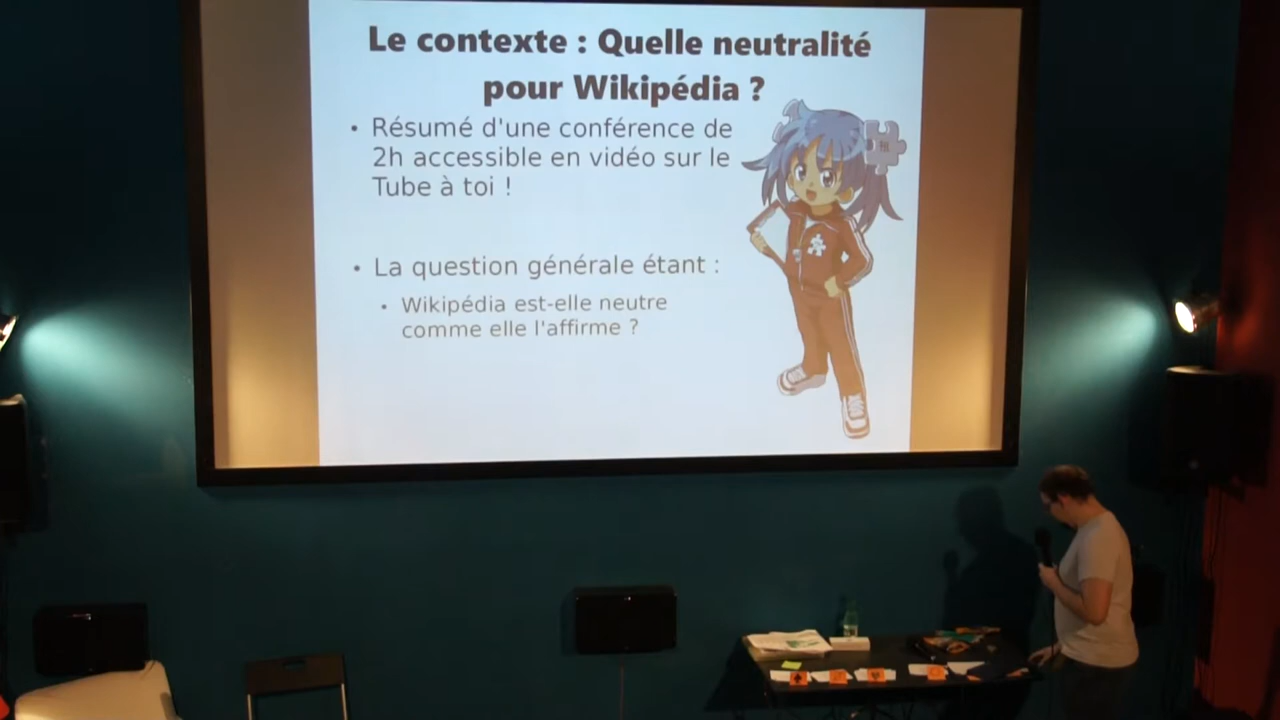 Le contexte : Quelle neutralité
pour Wikipédia ?
• Résumé d'une conférence de
2h accessible en vidéo sur le
Tube à toi !
• La question générale étant :
• Wikipédia est-elle neutre
comme elle l'affirme ?